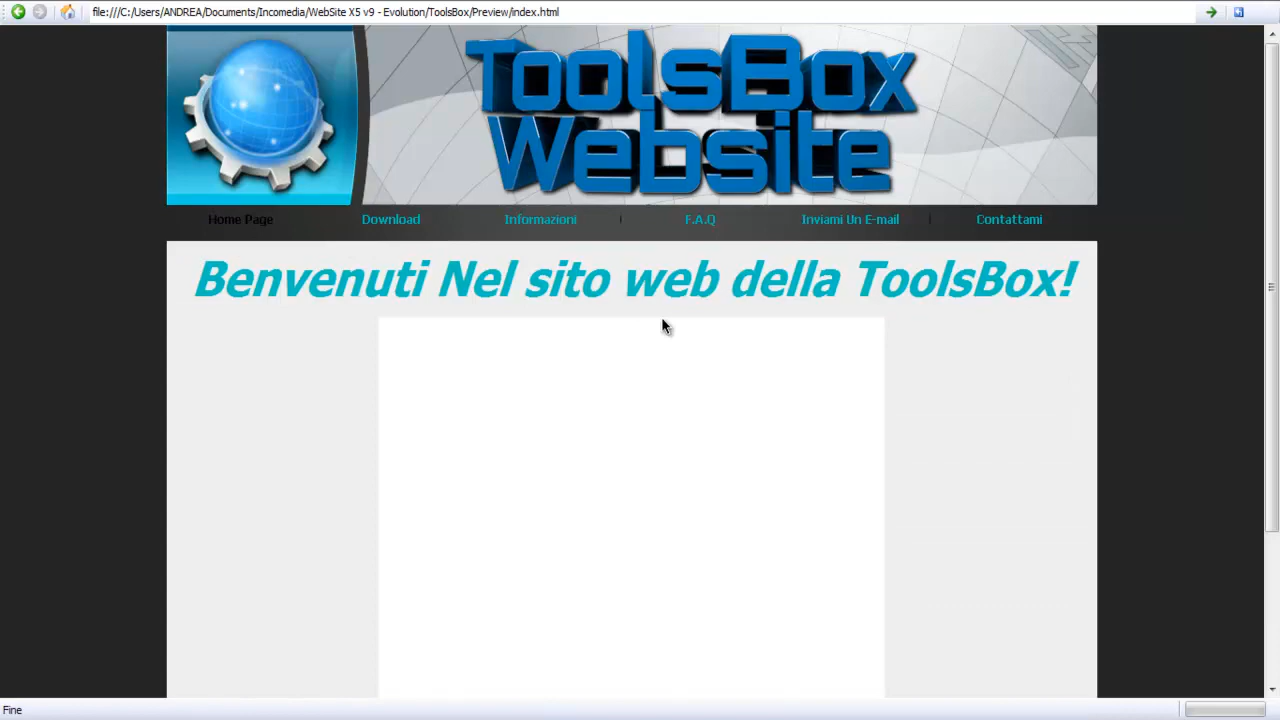 file:///C:/Users/ANDREA/Documents/Incomedia/WebSite X5 v9 - Evolution/ToolsBox/Preview/index.html
ToolsBox
Website
Home Page Download Informazioni F.A.Q Inviami Un E-mail Contattami
Benvenuti Nel sito web della ToolsBox!
Fine